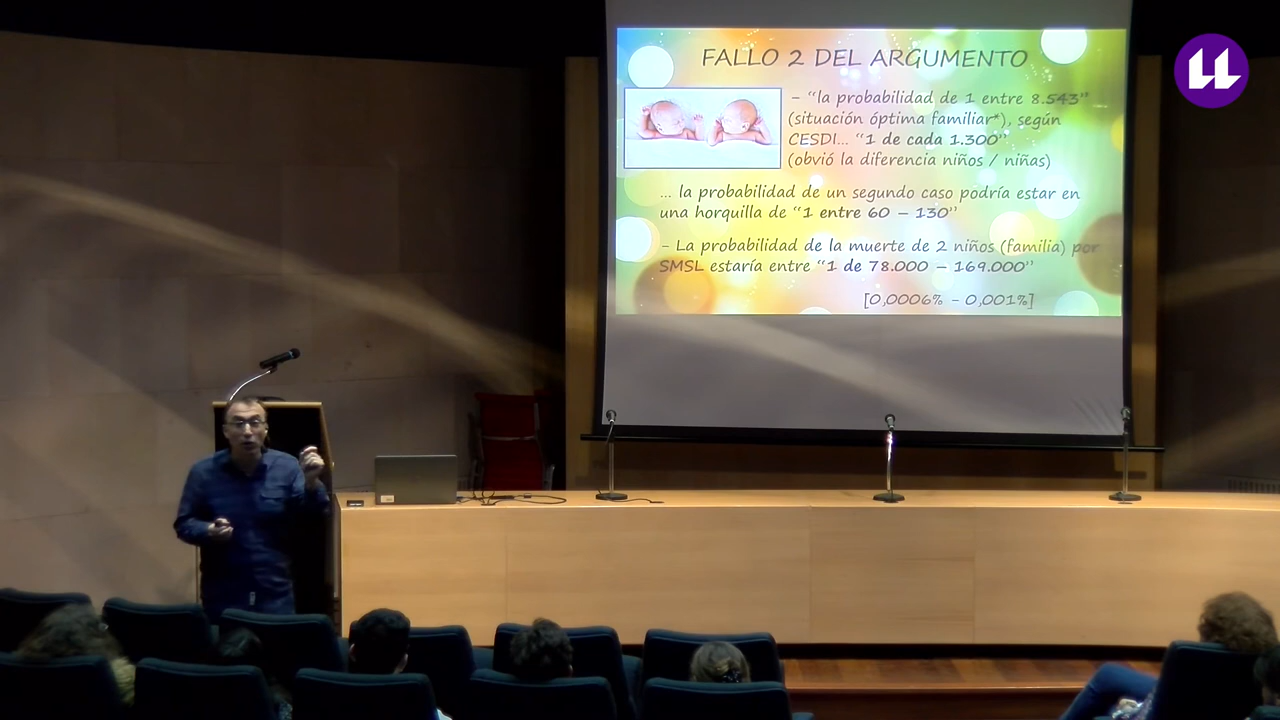 FALLO 2 DEL ARGUMENTO
– “la probabilidad de 1 entre 8.543”
(situación óptima familiar*), según
CESDI... “1 de cada 1.300”
(obvió la diferencia niños / niñas)
... la probabilidad de un segundo caso podría estar en
una horquilla de “1 entre 60 – 130”
– La probabilidad de la muerte de 2 niños (familia) por
SMSL estaría entre “1 de 78.000 – 169.000”
[0,0006% - 0,001%]